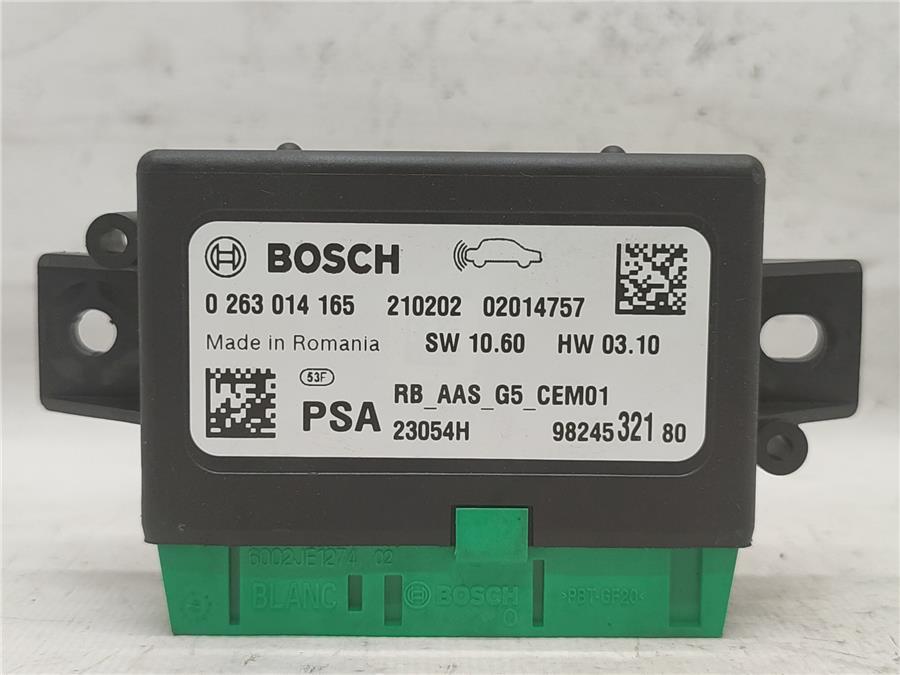 BOSCH
0 263 014 165 210202 02014757
Made in Romania SW 10.60 HW 03.10
53F
PSA RB_AAS_G5_CEM01
23054H 98245 321 80
6002JE1274 02
BLANC BOSCH >PBT-GF20<